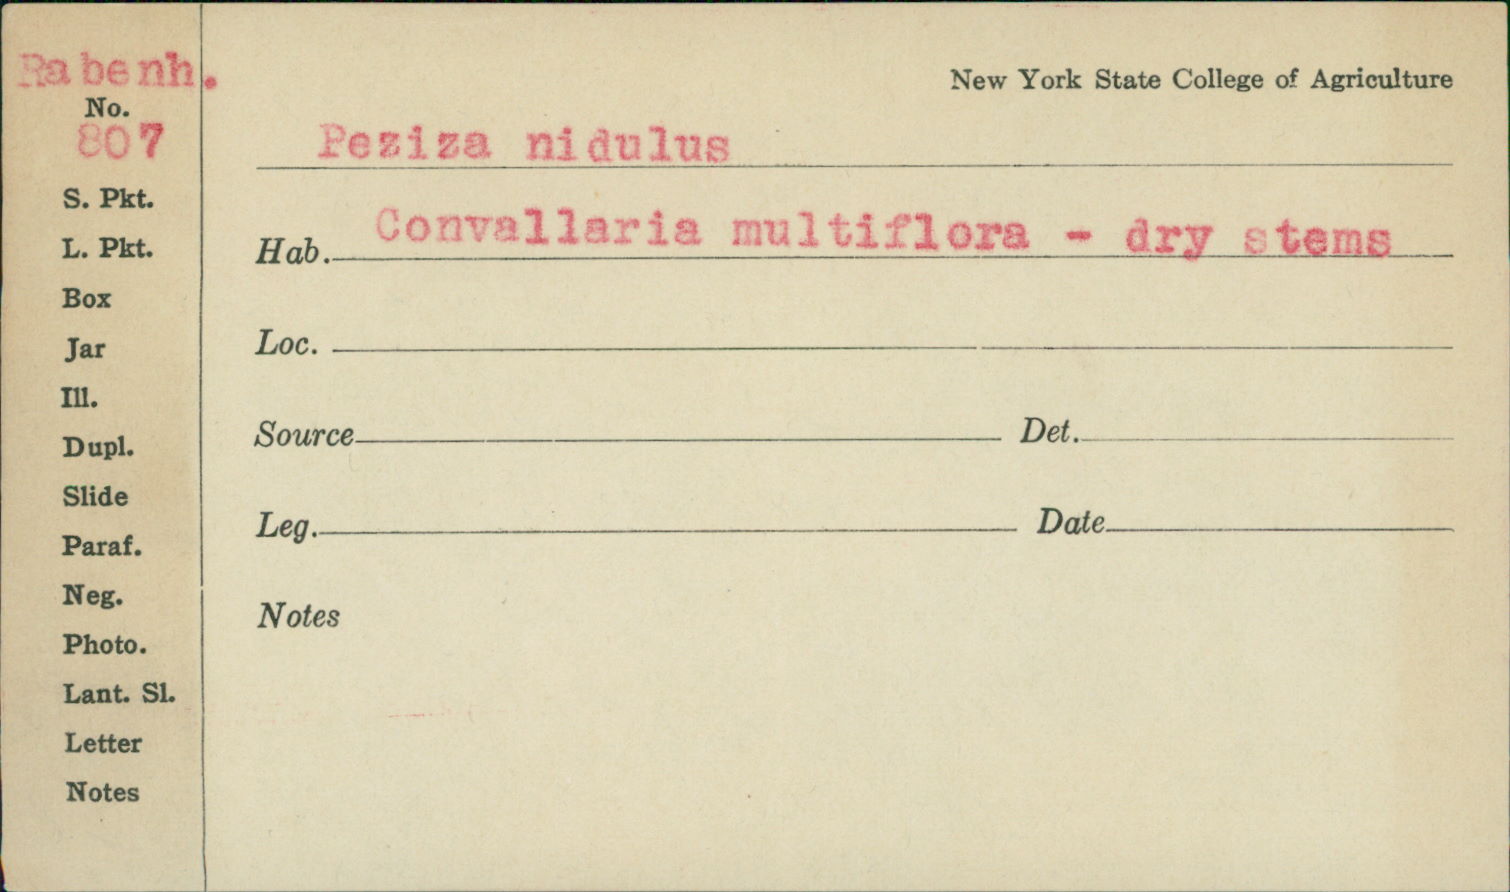 Rabenh.
No.
807
S. Pkt.
L. Pkt.
Box
Jar
Ill.
Dupl.
Slide
Paraf.
Neg.
Photo.
Lant. Sl.
Letter
Notes
New York State College of Agriculture
Peziza nidulus
Hab. Convallaria multiflora - dry stems
Loc.
Source Det.
Leg. Date
Notes